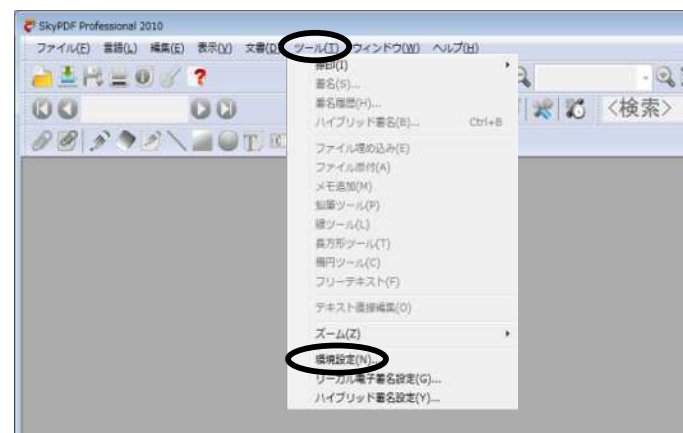 SkyPDF Professional 2010
ファイル(F) 言語(L) 編集(E) 表示(V) 文書(D) ツール(T) ウィンドウ(W) ヘルプ(H)
捺印(I)
署名(S)...
署名履歴(H)...
ハイブリッド署名(B)... Ctrl+B
<検索>
ファイル埋め込み(E)
ファイル添付(A)
メモ追加(M)
鉛筆ツール(P)
線ツール(L)
長方形ツール(T)
楕円ツール(C)
フリーテキスト(F)
テキスト直接編集(O)
ズーム(Z)
環境設定(N)...
リーガル電子署名設定(G)...
ハイブリッド署名設定(Y)...